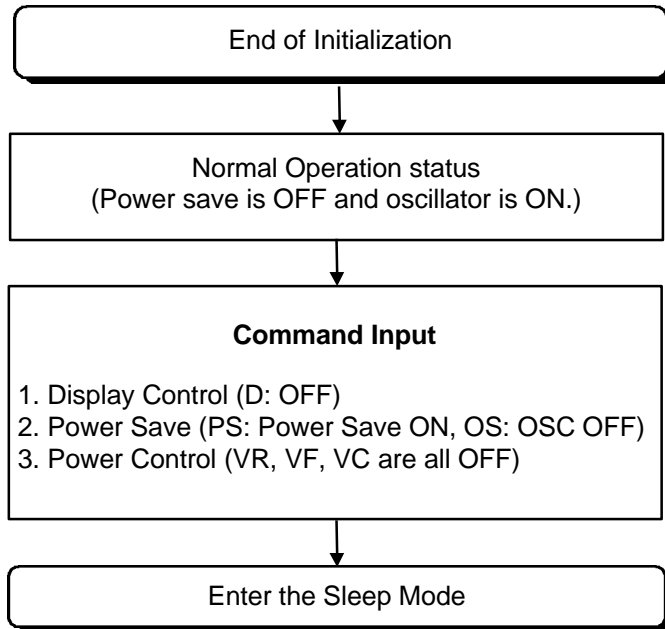 End of Initialization
Normal Operation status
(Power save is OFF and oscillator is ON.)
Command Input
1. Display Control (D: OFF)
2. Power Save (PS: Power Save ON, OS: OSC OFF)
3. Power Control (VR, VF, VC are all OFF)
Enter the Sleep Mode